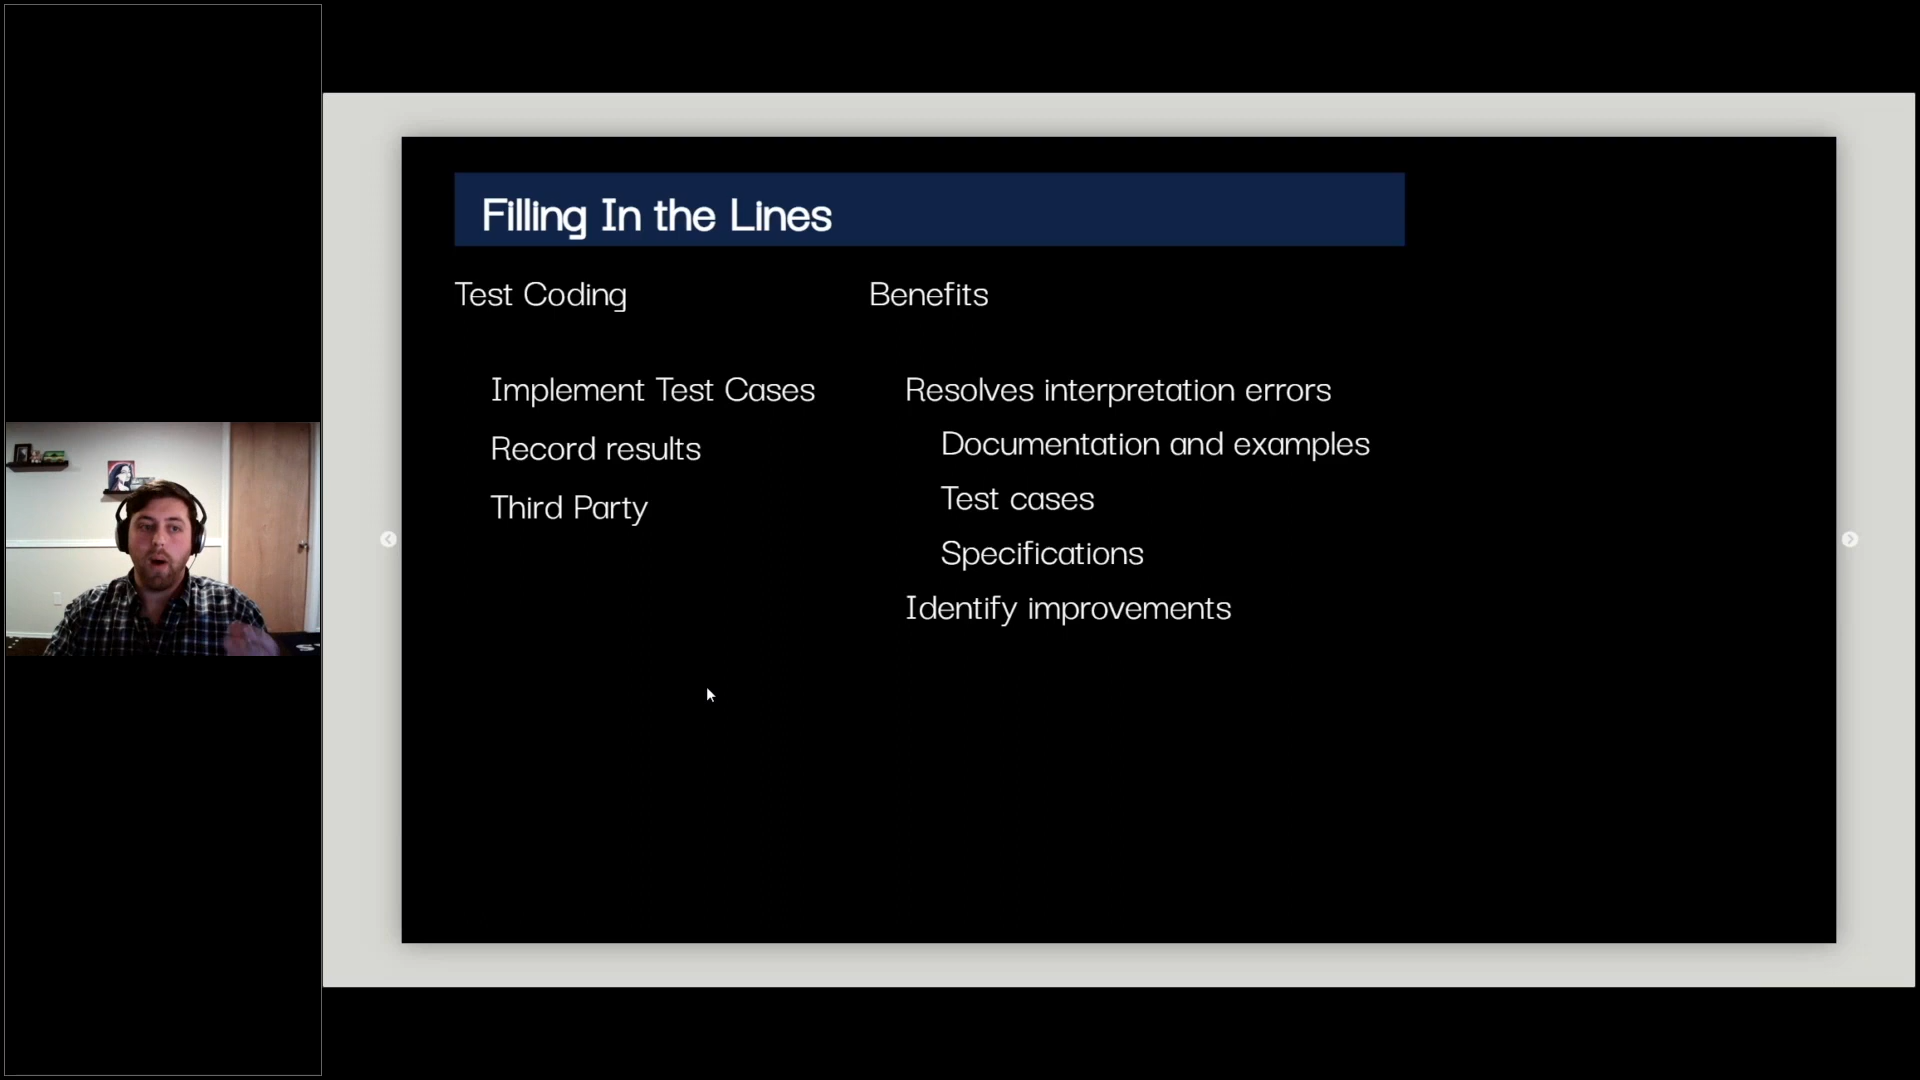 Filling In the Lines
Test Coding
Implement Test Cases
Record results
Third Party
Benefits
Resolves interpretation errors
Documentation and examples
Test cases
Specifications
Identify improvements